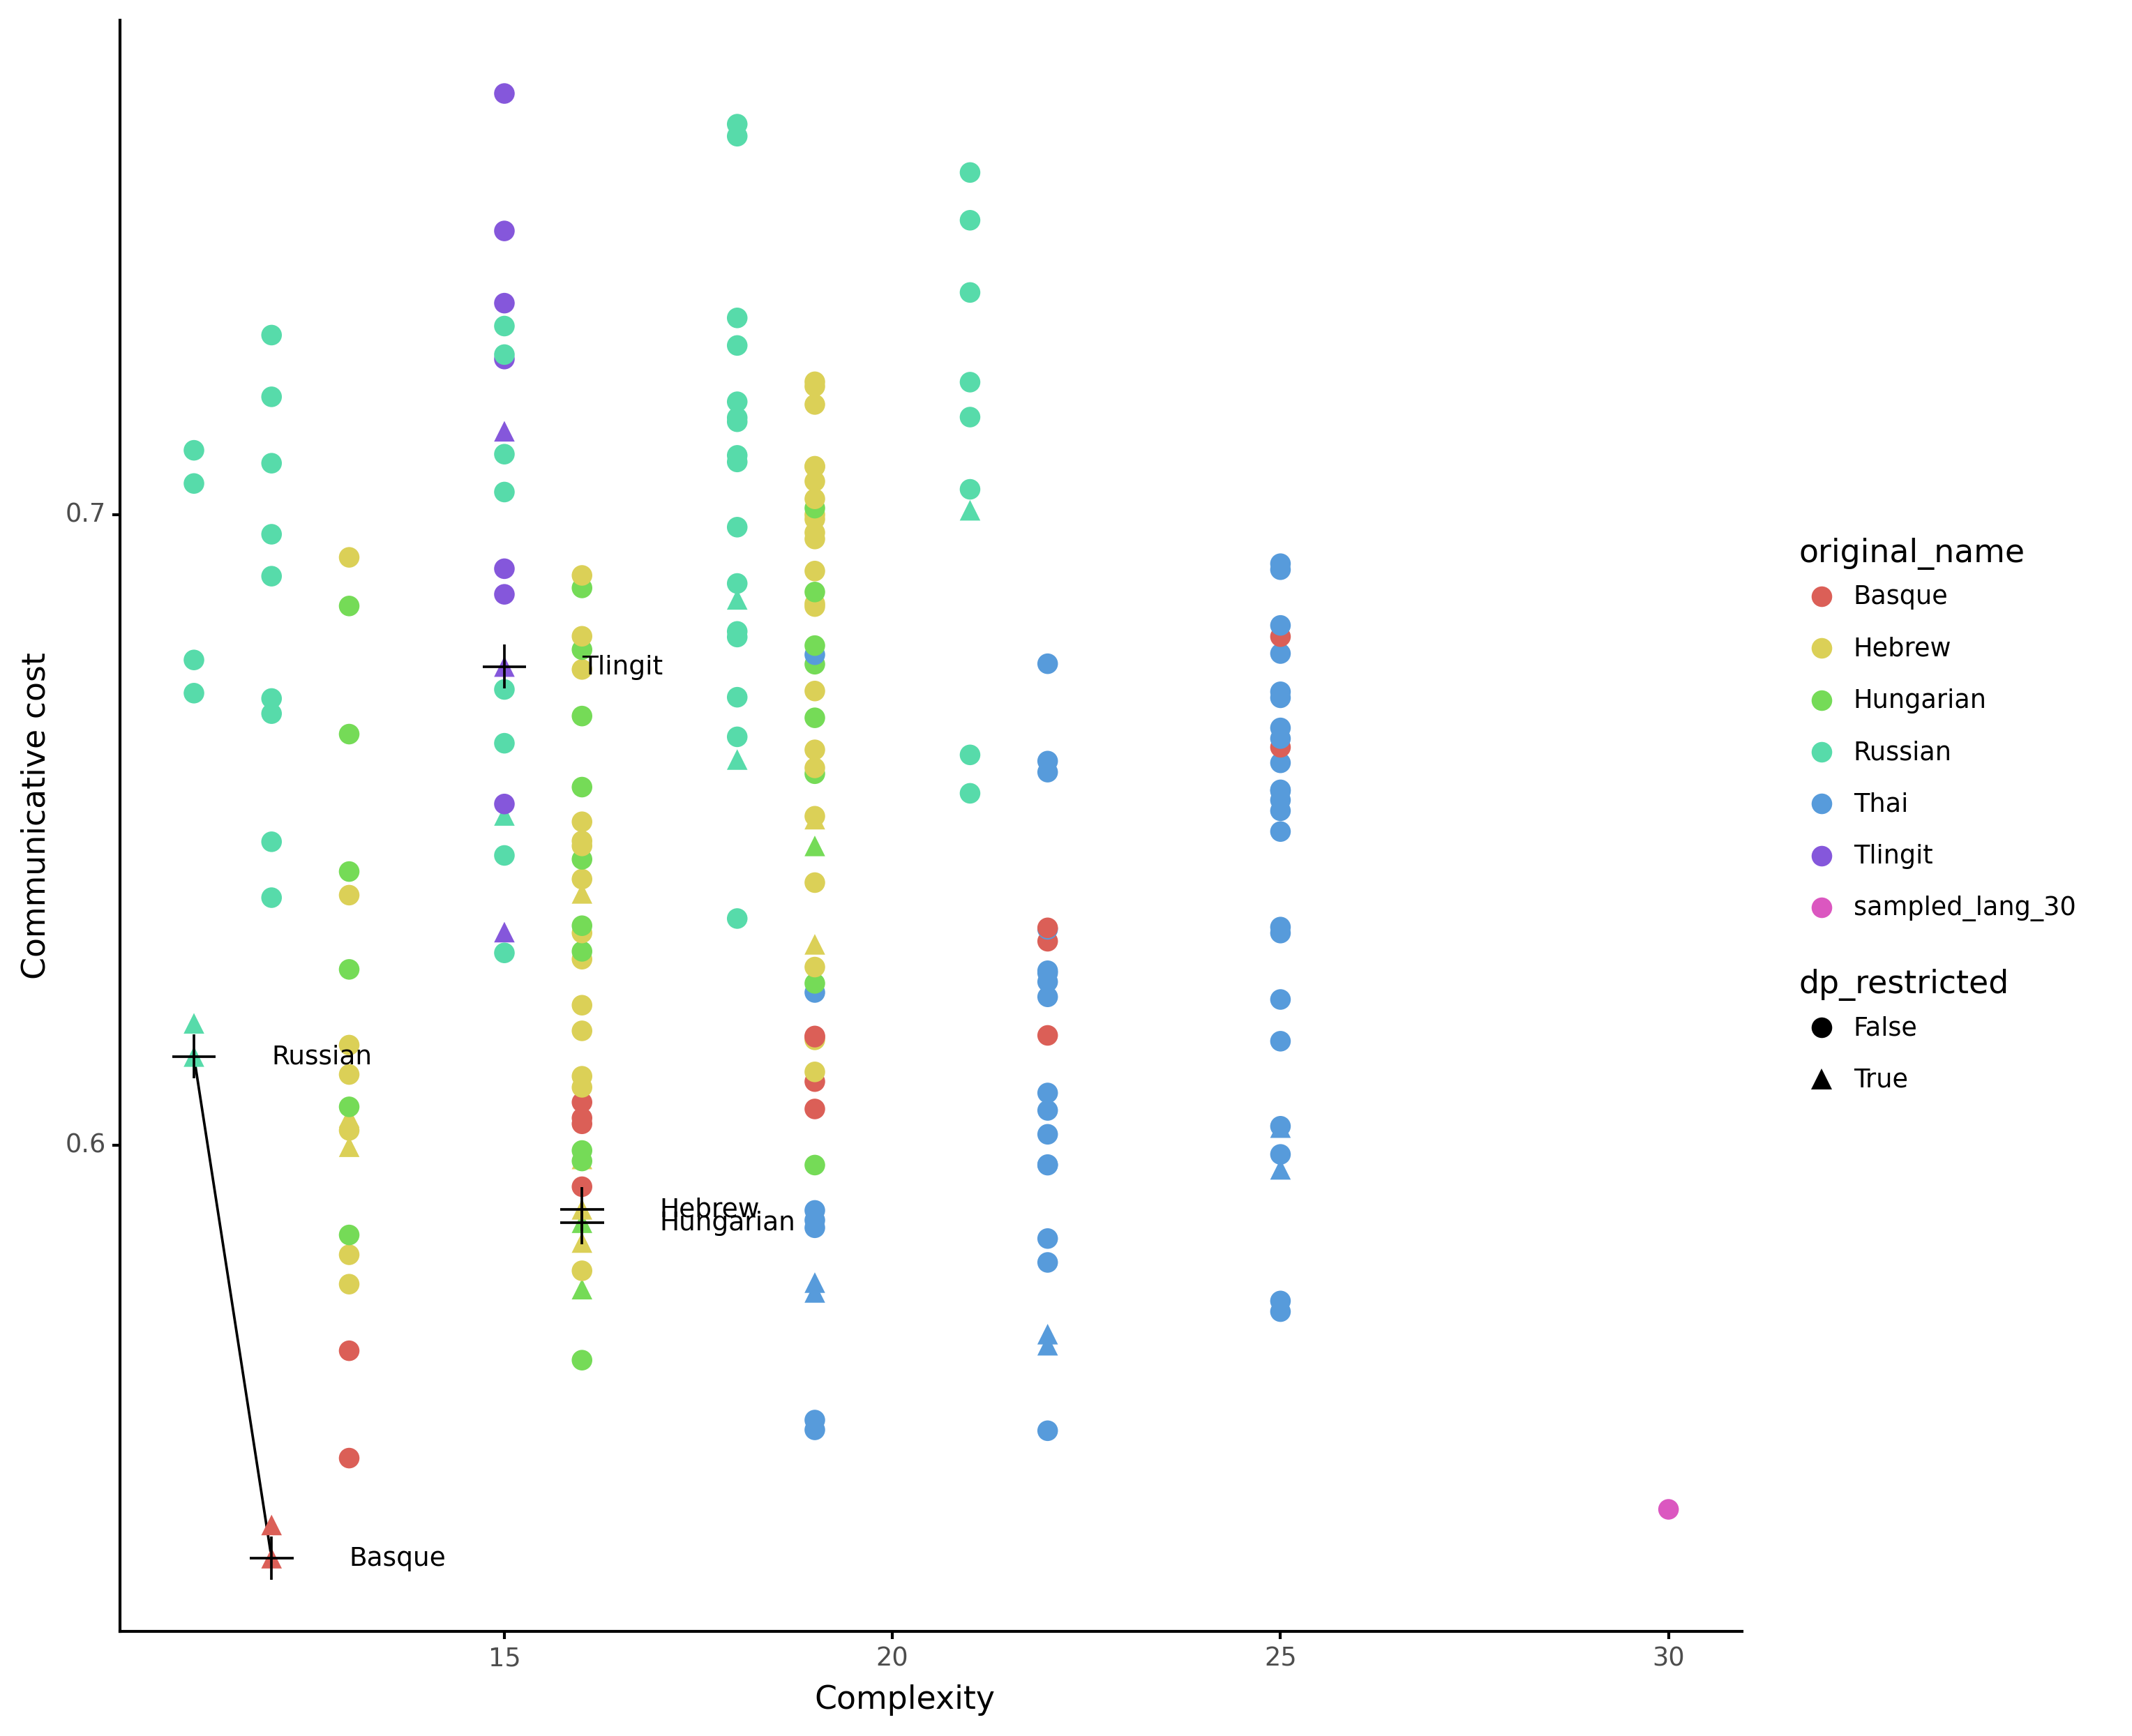 Communicative cost
0.7
0.6
Tlingit
Russian
Hebrew
Hungarian
Basque
15
20
25
30
Complexity
original_name
Basque
Hebrew
Hungarian
Russian
Thai
Tlingit
sampled_lang_30
dp_restricted
False
True